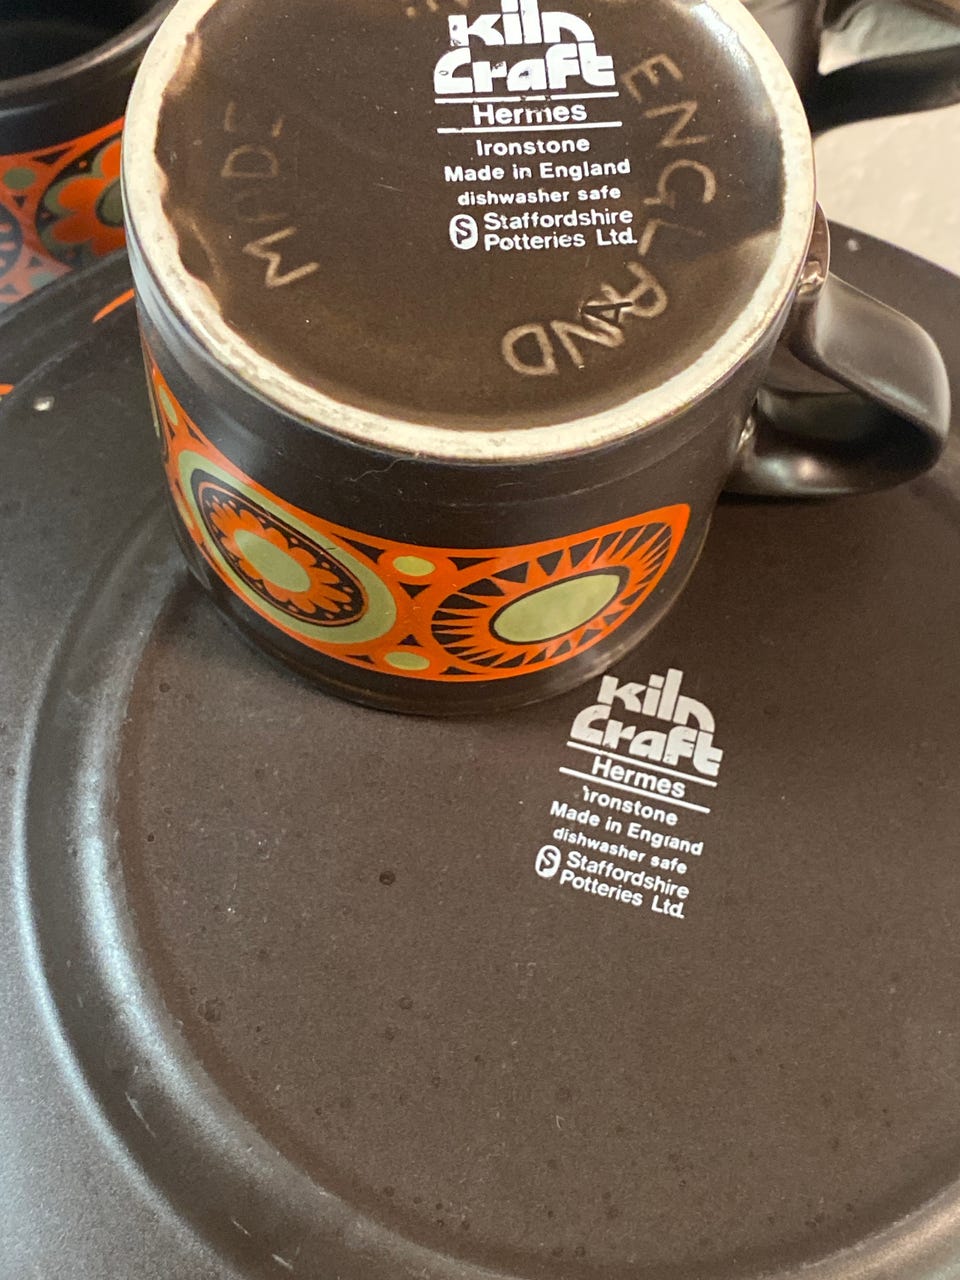 Kiln
Craft
Hermes
Ironstone
Made in England
dishwasher safe
S Staffordshire
Potteries Ltd.
MADE
ENGLAND
Kiln
Craft
Hermes
Ironstone
Made in England
dishwasher safe
S Staffordshire
Potteries Ltd.